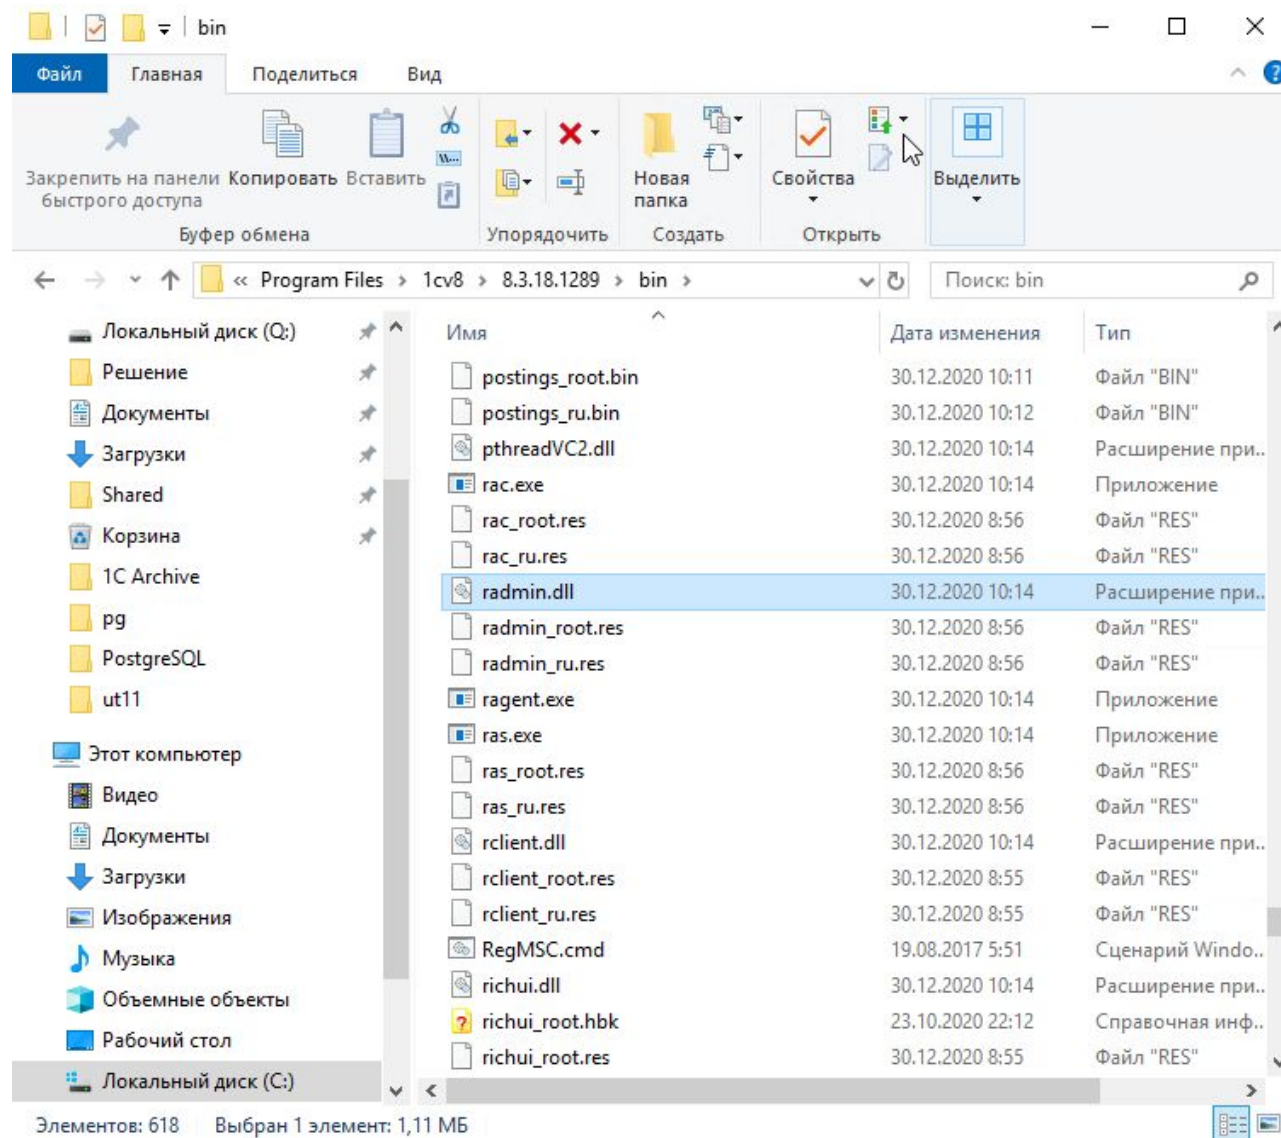 bin
Файл Главная Поделиться Вид
Закрепить на панели быстрого доступа
Копировать
Вставить
Буфер обмена
Упорядочить
Новая папка
Создать
Свойства
Открыть
Выделить
« Program Files > 1cv8 > 8.3.18.1289 > bin >
Поиск: bin
Локальный диск (Q:)
Решение
Документы
Загрузки
Shared
Корзина
1C Archive
pg
PostgreSQL
ut11
Этот компьютер
Видео
Документы
Загрузки
Изображения
Музыка
Объемные объекты
Рабочий стол
Локальный диск (C:)
Имя Дата изменения Тип
postings_root.bin 30.12.2020 10:11 Файл "BIN"
postings_ru.bin 30.12.2020 10:12 Файл "BIN"
pthreadVC2.dll 30.12.2020 10:14 Расширение при...
rac.exe 30.12.2020 10:14 Приложение
rac_root.res 30.12.2020 8:56 Файл "RES"
rac_ru.res 30.12.2020 8:56 Файл "RES"
radmin.dll 30.12.2020 10:14 Расширение при...
radmin_root.res 30.12.2020 8:56 Файл "RES"
radmin_ru.res 30.12.2020 8:56 Файл "RES"
ragent.exe 30.12.2020 10:14 Приложение
ras.exe 30.12.2020 10:14 Приложение
ras_root.res 30.12.2020 8:56 Файл "RES"
ras_ru.res 30.12.2020 8:56 Файл "RES"
rclient.dll 30.12.2020 10:14 Расширение при...
rclient_root.res 30.12.2020 8:55 Файл "RES"
rclient_ru.res 30.12.2020 8:55 Файл "RES"
RegMSC.cmd 19.08.2017 5:51 Сценарий Windo...
richui.dll 30.12.2020 10:14 Расширение при...
richui_root.hbk 23.10.2020 22:12 Справочная инф...
richui_root.res 30.12.2020 8:55 Файл "RES"
Элементов: 618 Выбран 1 элемент: 1,11 МБ